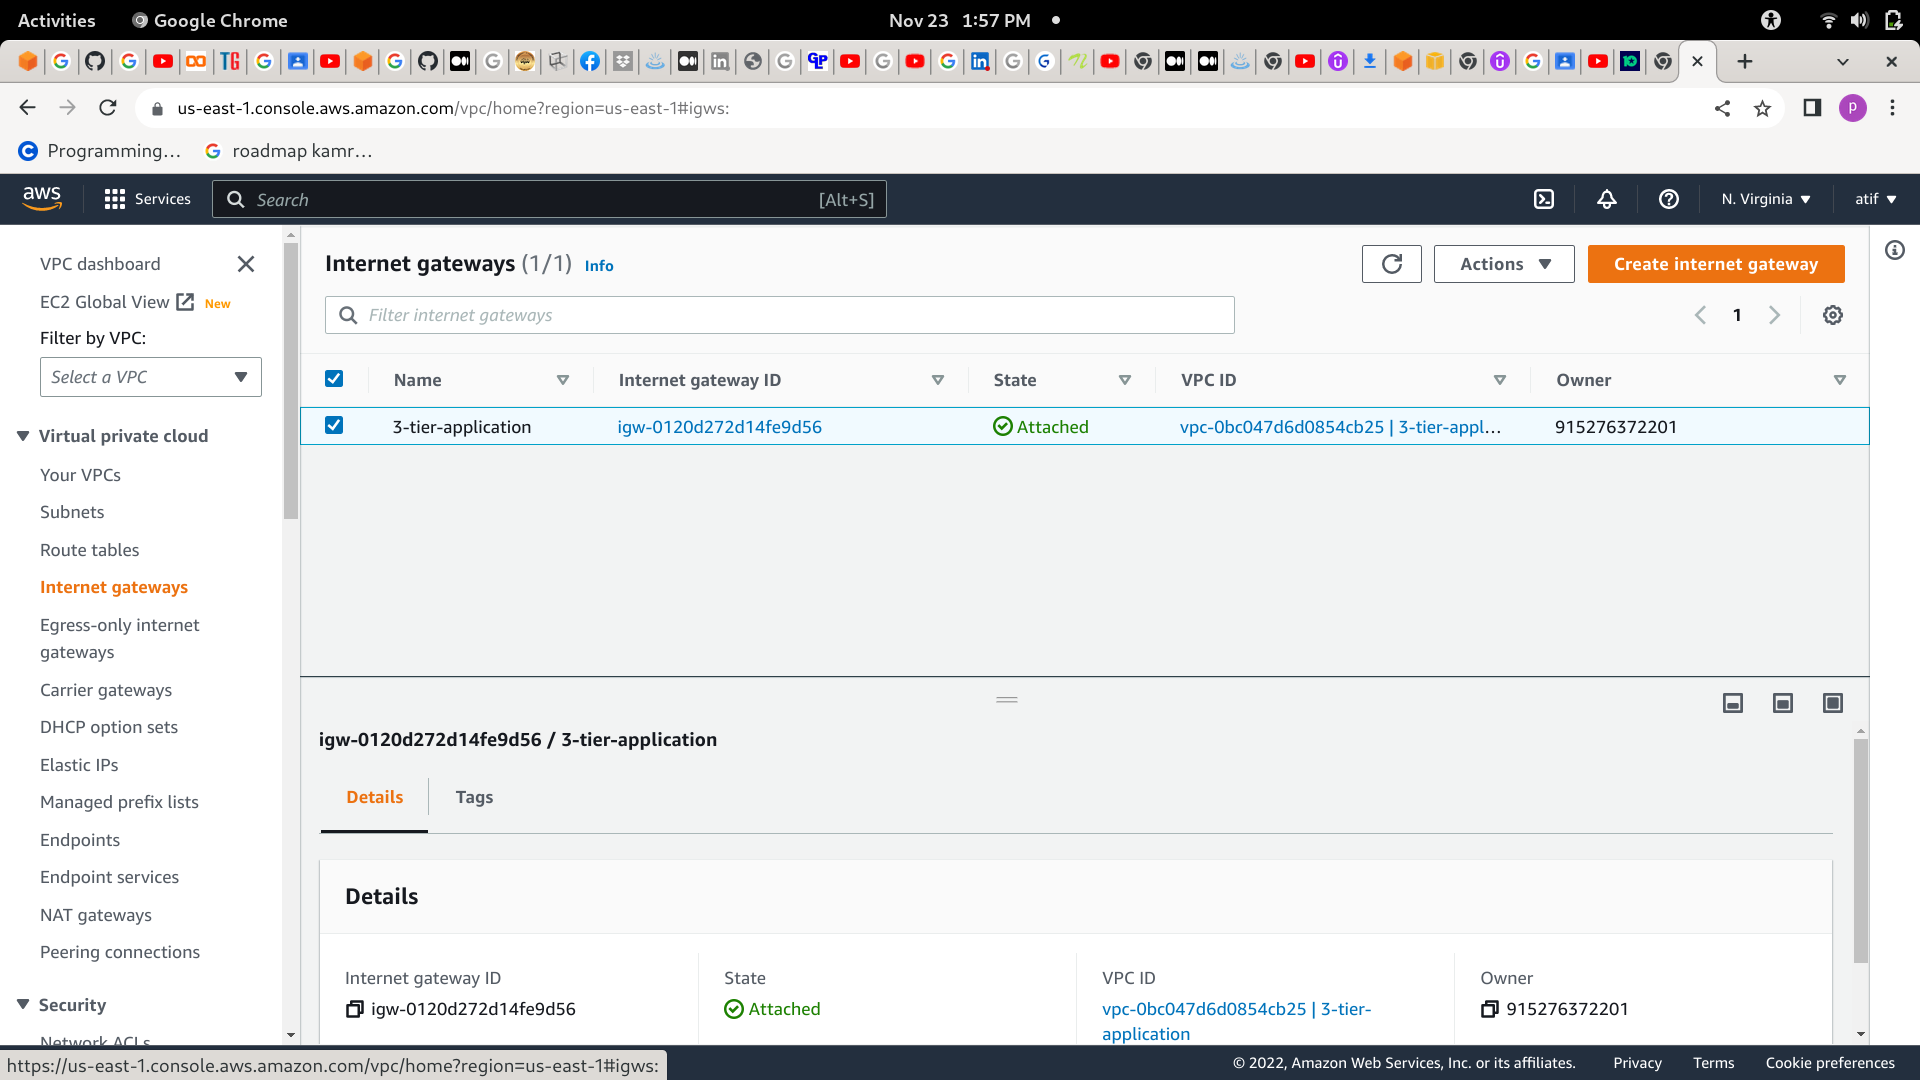 Activities
Google Chrome
Nov 23 1:57 PM
us-east-1.console.aws.amazon.com/vpc/home?region=us-east-1#igws:
P
Programming...
roadmap kamr...
aws
Services
Search
[Alt+S]
N. Virginia
atif
VPC dashboard
EC2 Global View New
Filter by VPC:
Select a VPC
Virtual private cloud
Your VPCs
Subnets
Route tables
Internet gateways
Egress-only internet
gateways
Carrier gateways
DHCP option sets
Elastic IPs
Managed prefix lists
Endpoints
Endpoint services
NAT gateways
Peering connections
Security
Network ACLs
Internet gateways (1/1) Info
Actions
Create internet gateway
Filter internet gateways
1
Name Internet gateway ID State VPC ID Owner
3-tier-application igw-0120d272d14fe9d56 Attached vpc-0bc047d6d0854cb25 | 3-tier-appl... 915276372201
igw-0120d272d14fe9d56 / 3-tier-application
Details
Tags
Details
Internet gateway ID
igw-0120d272d14fe9d56
State
Attached
VPC ID
vpc-0bc047d6d0854cb25 | 3-tier-
application
Owner
915276372201
https://us-east-1.console.aws.amazon.com/vpc/home?region=us-east-1#igws:
© 2022, Amazon Web Services, Inc. or its affiliates.
Privacy
Terms
Cookie preferences